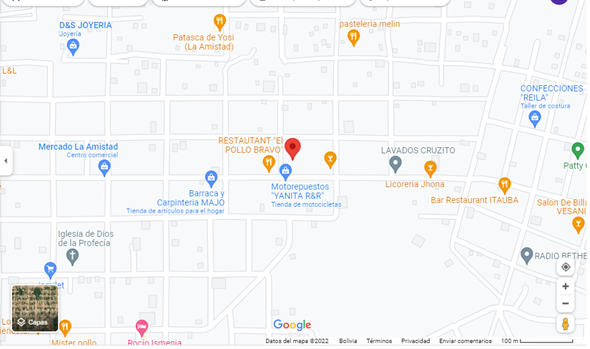 D&S JOYERIA
Joyería
Patasca de Yosi
(La Amistad)
pasteleria melin
L&L
CONFECCIONES
"REILA"
Taller de costura
Mercado La Amistad
Centro comercial
RESTAUTANT "El
POLLO BRAVO"
LAVADOS CRUZITO
Patty
Barraca y
Carpinteria MAJO
Tienda de artículos para el hogar
Motorepuestos
"YANITA R&R"
Tienda de motocicletas
Licoreria Jhona
Bar Restaurant ITAUBA
Salon De Bill
VESANI
Iglesia de Dios
de la Profecía
RADIO BETHE
Capas
Mister pollo
Rocio Ismenia
Google
Datos del mapa ©2022 Bolivia Términos Privacidad Enviar comentarios 100 m